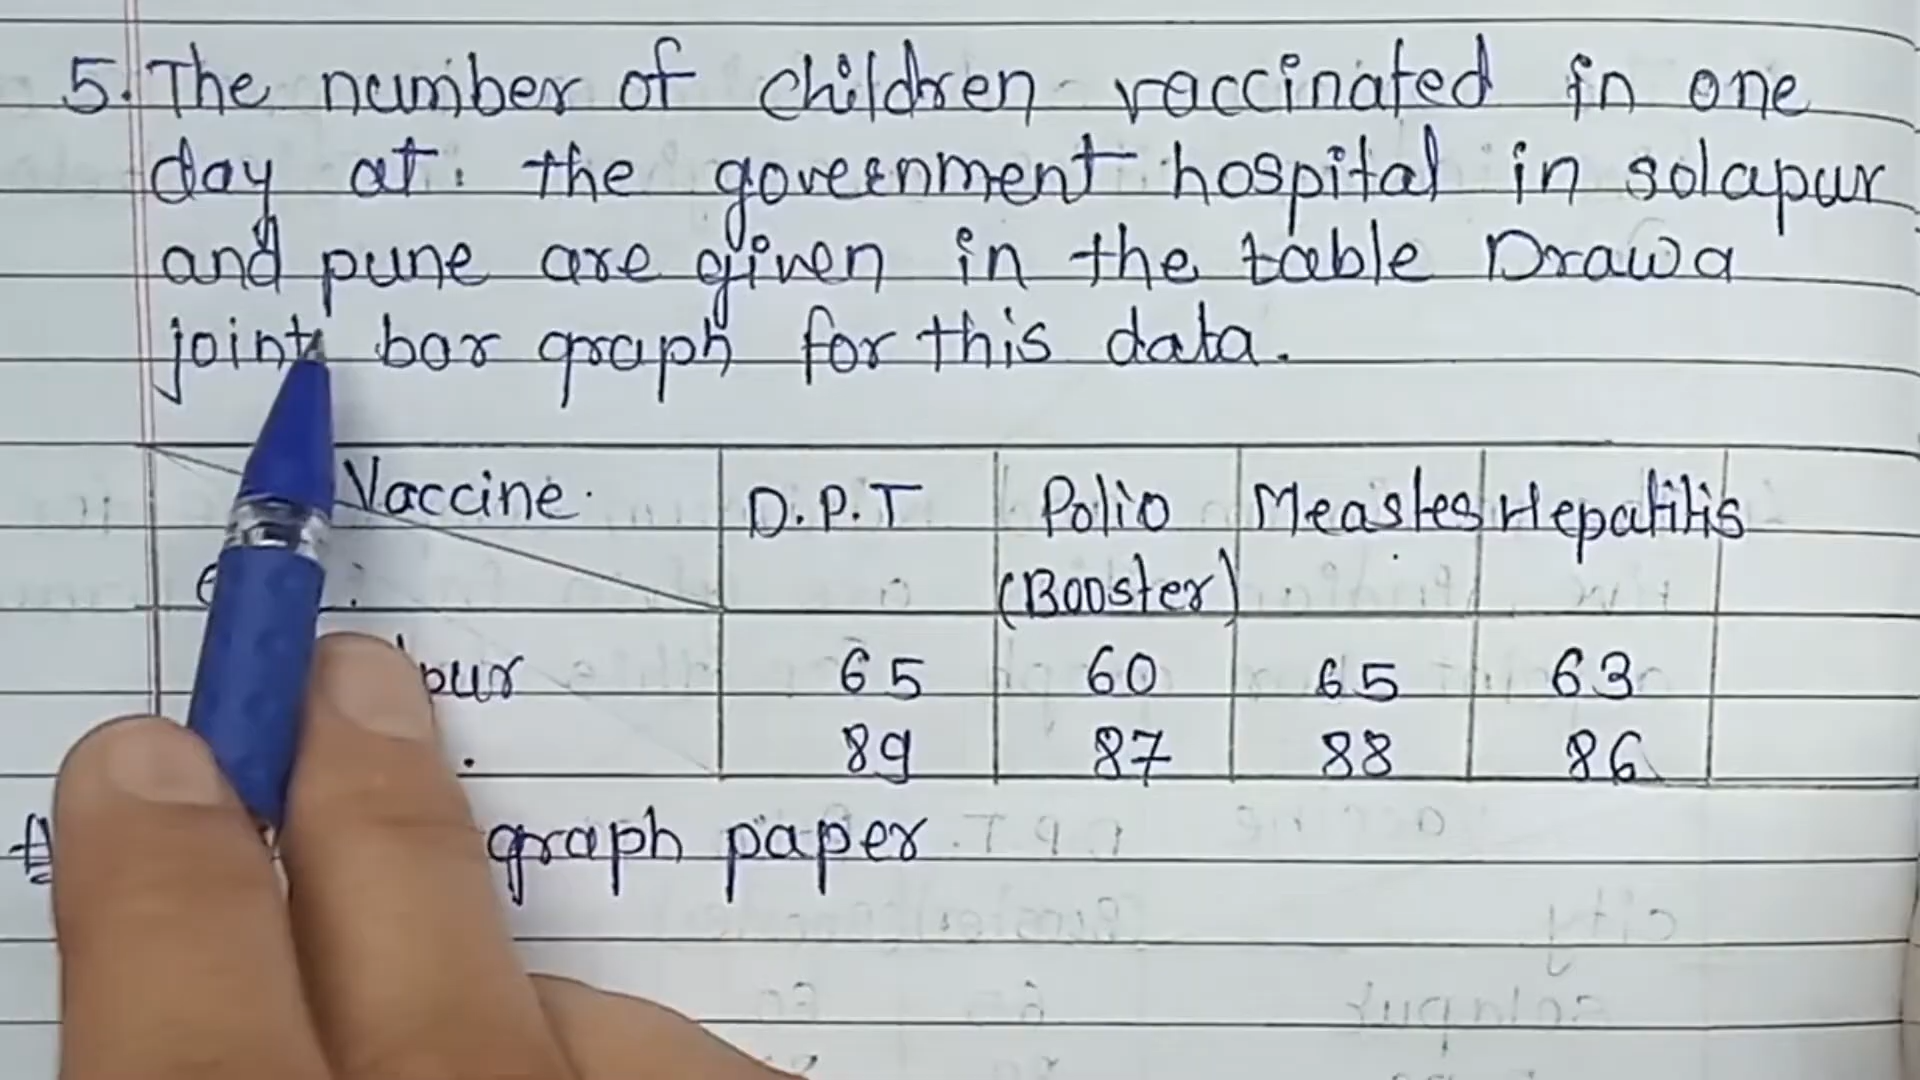 5. The number of children vaccinated in one
day at the government hospital in solapur
and pune are given in the table Draw a
joint bar graph for this data.
Vaccine D.P.T Polio Measles Hepatitis
(Booster)
pur 65 60 65 63
89 87 88 86
graph paper